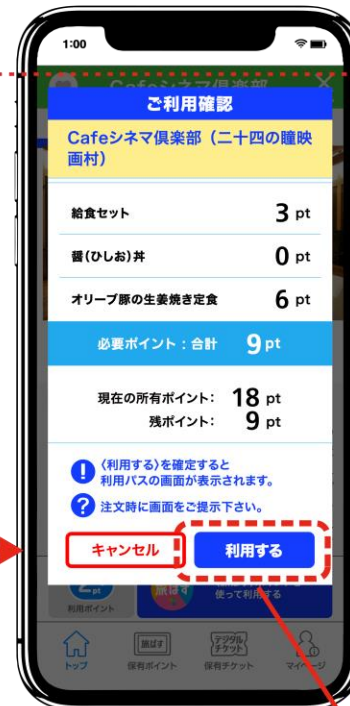 1:00
Cafeシネマ倶楽部
ご利用確認
Cafeシネマ倶楽部（二十四の瞳映
画村）
給食セット 3 pt
醤(ひしお)丼 0 pt
オリーブ豚の生姜焼き定食 6 pt
必要ポイント：合計 9 pt
現在の所有ポイント： 18 pt
残ポイント： 9 pt
〈利用する〉を確定すると
利用パスの画面が表示されます。
注文時に画面をご提示下さい。
キャンセル 利用する
pt
旅ぱす
使って利用する
利用ポイント
旅ぱす
デジタル
チケット
トップ 保有ポイント 保有チケット マイページ